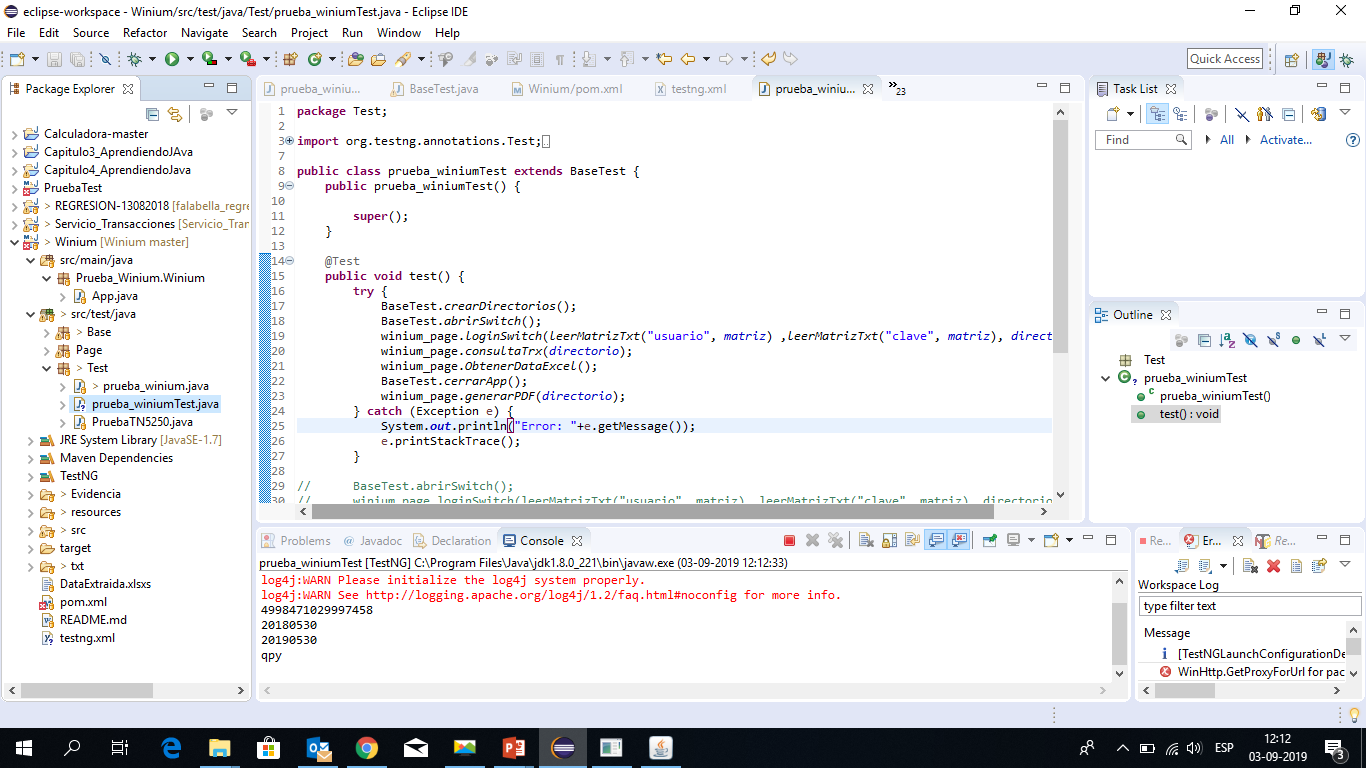 eclipse-workspace - Winium/src/test/java/Test/prueba_winiumTest.java - Eclipse IDE
File Edit Source Refactor Navigate Search Project Run Window Help
Quick Access
Package Explorer
Calculadora-master
Capitulo3_AprendiendoJAva
Capitulo4_AprendiendoJava
PruebaTest
> REGRESION-13082018 [falabella_regre
> Servicio_Transacciones [Servicio_Tran
> Winium [Winium master]
src/main/java
Prueba_Winium.Winium
App.java
> src/test/java
> Base
Page
> Test
> prueba_winium.java
prueba_winiumTest.java
PruebaTN5250.java
JRE System Library [JavaSE-1.7]
Maven Dependencies
TestNG
> Evidencia
> resources
> src
target
> txt
DataExtraida.xlsxs
pom.xml
README.md
testng.xml
prueba_winiu... BaseTest.java Winium/pom.xml testng.xml prueba_winiu... »23
1 package Test;
2
3 import org.testng.annotations.Test;
7
8 public class prueba_winiumTest extends BaseTest {
9 public prueba_winiumTest() {
10
11 super();
12 }
13
14 @Test
15 public void test() {
16 try {
17 BaseTest.crearDirectorios();
18 BaseTest.abrirSwitch();
19 winium_page.loginSwitch(leerMatrizTxt("usuario", matriz) ,leerMatrizTxt("clave", matriz), direct
20 winium_page.consultaTrx(directorio);
21 winium_page.ObtenerDataExcel();
22 BaseTest.cerrarApp();
23 winium_page.generarPDF(directorio);
24 } catch (Exception e) {
25 System.out.println("Error: "+e.getMessage());
26 e.printStackTrace();
27 }
28
29 // BaseTest.abrirSwitch();
30 // winium_page.loginSwitch(leerMatrizTxt("usuario", matriz), leerMatrizTxt("clave", matriz), directorio
Task List
Find All Activate...
Outline
Test
prueba_winiumTest
prueba_winiumTest()
test() : void
Problems Javadoc Declaration Console
prueba_winiumTest [TestNG] C:\Program Files\Java\jdk1.8.0_221\bin\javaw.exe (03-09-2019 12:12:33)
log4j:WARN Please initialize the log4j system properly.
log4j:WARN See http://logging.apache.org/log4j/1.2/faq.html#noconfig for more info.
4998471029997458
20180530
20190530
qpy
Re... Er... Re...
Workspace Log
type filter text
Message
[TestNGLaunchConfigurationDe
WinHttp.GetProxyForUrl for pac
ESP
12:12
03-09-2019
3